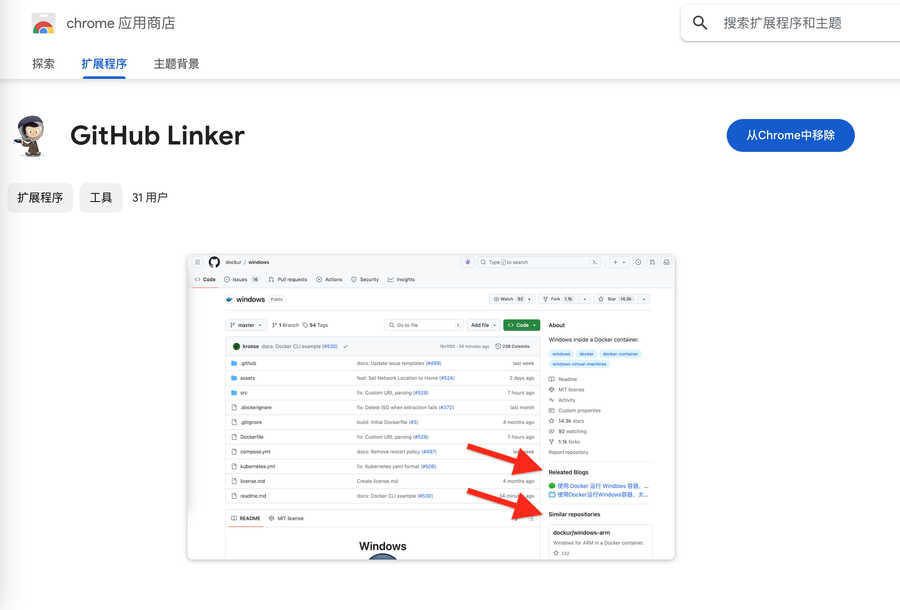 chrome 应用商店
搜索扩展程序和主题
探索 扩展程序 主题背景
GitHub Linker
从Chrome中移除
扩展程序 工具 31 用户
dockur / windows
Type / to search
Code Issues 16 Pull requests Actions Security Insights
windows Public
Watch 93 Fork 1.1k Star 14.3k
master 1 Branch 54 Tags Go to file t Add file Code
About
Windows inside a Docker container.
kroese docs: Docker CLI example (#530) 34 minutes ago 236 Commits
windows docker docker-container
windows-virtual-machines
.github docs: Update issue templates (#499) last week
assets feat: Set Network Location to Home (#524) 2 days ago
src fix: Custom URL parsing (#528) 7 hours ago
.dockerignore fix: Delete ISO when extraction fails (#372) last month
.gitignore build: Initial Dockerfile (#3) 4 months ago
Dockerfile fix: Custom URL parsing (#528) 7 hours ago
compose.yml docs: Remove restart policy (#497) last week
kubernetes.yml fix: Kubernetes yaml format (#506)
license.md Create license.md 4 months ago
readme.md docs: Docker CLI example (#530) 34 minutes ago
Readme
MIT license
Activity
Custom properties
14.3k stars
93 watching
1.1k forks
Report repository
Releated Blogs
使用 Docker 运行 Windows 容器，...
使用Docker运行Windows容器，太...
Similar repositories
dockur/windows-arm
Windows for ARM in a Docker container.
532
README MIT license
Windows